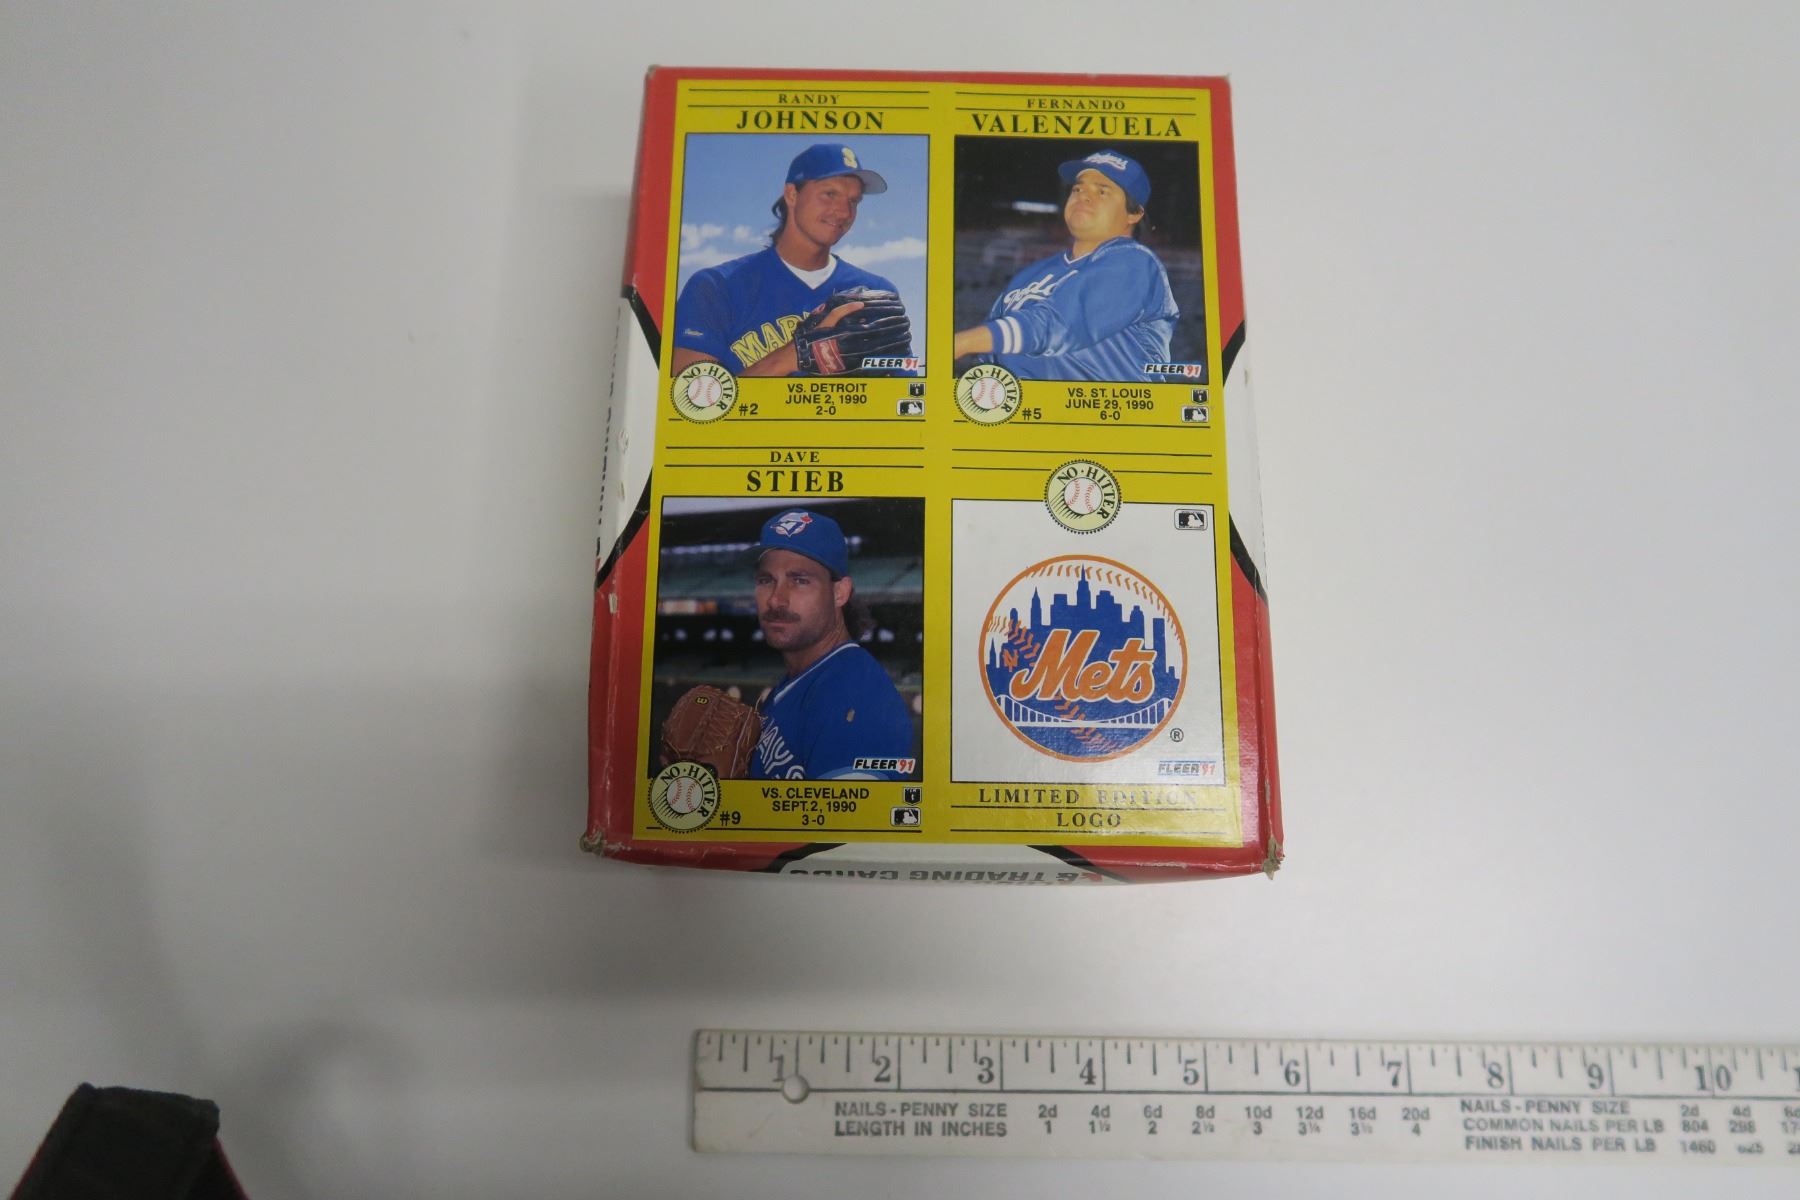 RANDY
JOHNSON
S
MAR
FLEER '91
NO·HITTER
#2
VS. DETROIT
JUNE 2, 1990
2-0
FERNANDO
VALENZUELA
Dodgers
FLEER '91
NO·HITTER
#5
VS. ST. LOUIS
JUNE 29, 1990
6-0
DAVE
STIEB
FLEER '91
NO·HITTER
#9
VS. CLEVELAND
SEPT. 2, 1990
3-0
NO·HITTER
NY
Mets
®
FLEER '91
LIMITED EDITION
LOGO
& TRADING CARDS
1 2 3 4 5 6 7 8 9 10
NAILS-PENNY SIZE 2d 4d 6d 8d 10d 12d 16d 20d
LENGTH IN INCHES 1 1½ 2 2½ 3 3¼ 3½ 4
NAILS-PENNY SIZE 2d 4d
COMMON NAILS PER LB 804 296
FINISH NAILS PER LB 1460